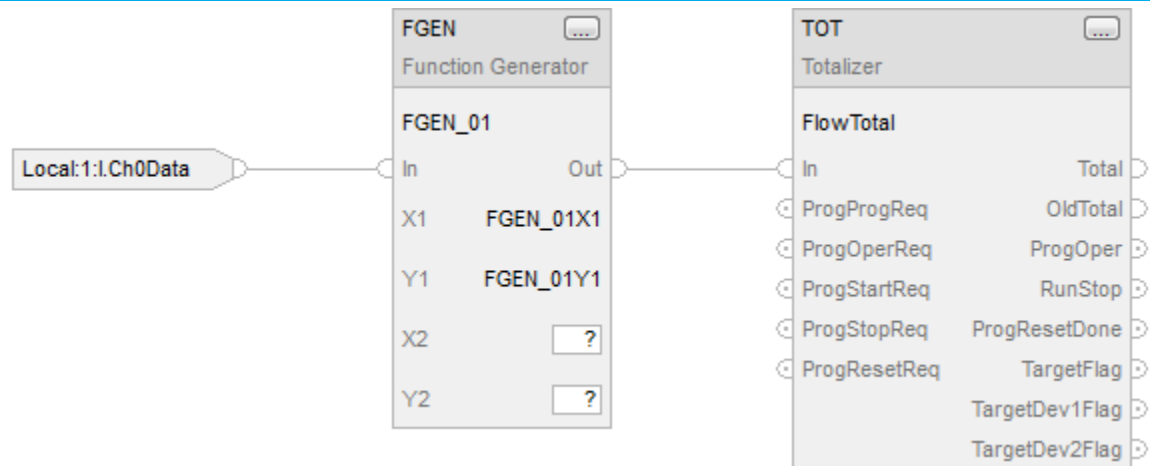 FGEN ... TOT ...
Function Generator Totalizer
FGEN_01 FlowTotal
Local:1:I.Ch0Data In Out In Total
X1 FGEN_01X1 ProgProgReq OldTotal
Y1 FGEN_01Y1 ProgOperReq ProgOper
ProgStartReq RunStop
X2 ? ProgStopReq ProgResetDone
ProgResetReq TargetFlag
Y2 ? TargetDev1Flag
TargetDev2Flag